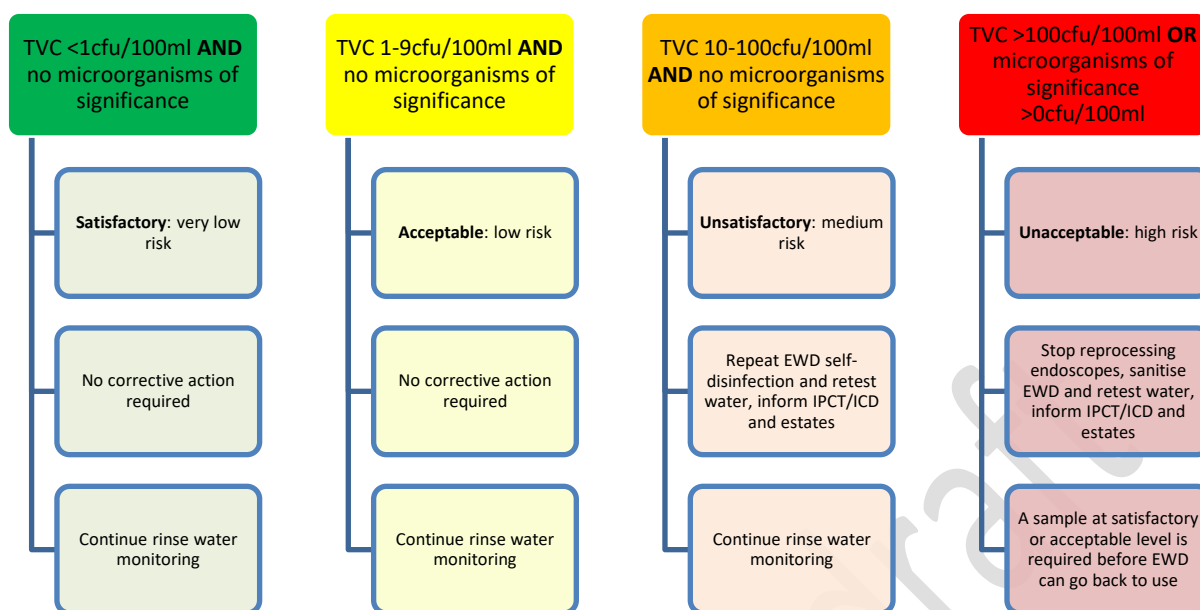 TVC <1cfu/100ml AND
no microorganisms of
significance
Satisfactory: very low
risk
No corrective action
required
Continue rinse water
monitoring
TVC 1-9cfu/100ml AND
no microorganisms of
significance
Acceptable: low risk
No corrective action
required
Continue rinse water
monitoring
TVC 10-100cfu/100ml
AND no microorganisms
of significance
Unsatisfactory: medium
risk
Repeat EWD self-
disinfection and retest
water, inform IPCT/ICD
and estates
Continue rinse water
monitoring
TVC >100cfu/100ml OR
microorganisms of
significance
>0cfu/100ml
Unacceptable: high risk
Stop reprocessing
endoscopes, sanitise
EWD and retest water,
inform IPCT/ICD and
estates
A sample at satisfactory
or acceptable level is
required before EWD
can go back to use
draft